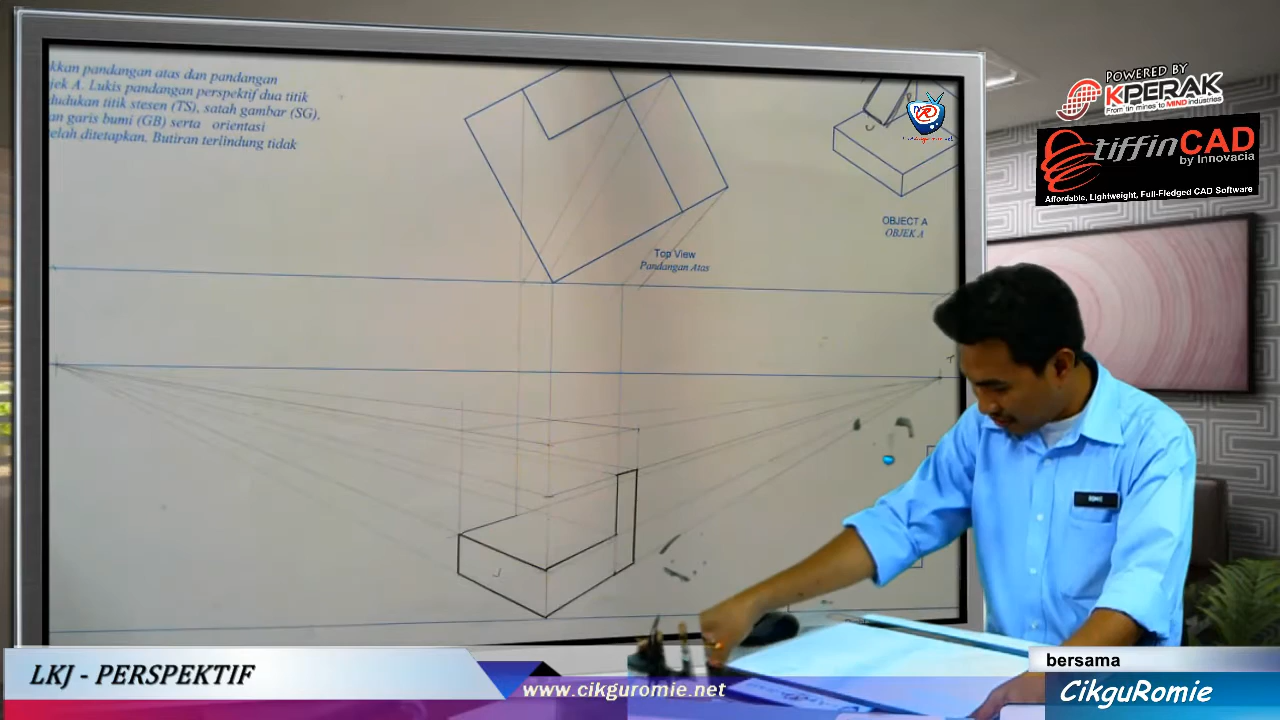 kkan pandangan atas dan pandangan
jek A. Lukis pandangan perspektif dua titik
dudukan titik stesen (TS), satah gambar (SG),
an garis bumi (GB) serta orientasi
elah ditetapkan. Butiran terlindung tidak
OBJECT A
OBJEK A
Top View
Pandangan Atas
POWERED BY
KPERAK
From tin mines to MIND industries
tiffinCAD
by Innovacia
Affordable, Lightweight, Full-Fledged CAD Software
LKJ - PERSPEKTIF
www.cikguromie.net
bersama
CikguRomie